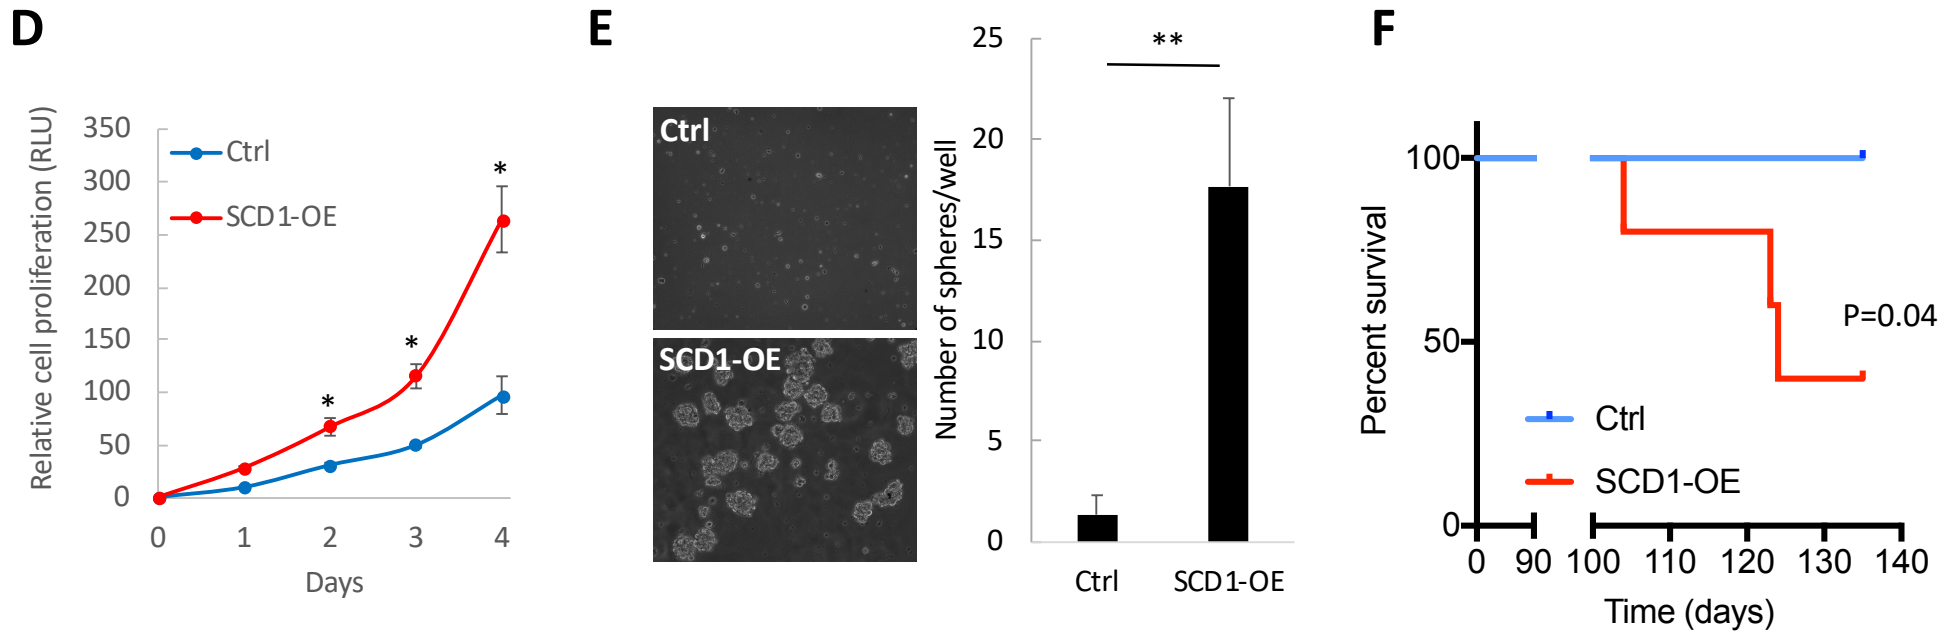 D
Relative cell proliferation (RLU)
350
300
250
200
150
100
50
0
Ctrl
SCD1-OE
*
*
*
0 1 2 3 4
Days
E
Ctrl
SCD1-OE
Number of spheres/well
25
20
15
10
5
0
**
Ctrl SCD1-OE
F
Percent survival
100
50
0
P=0.04
Ctrl
SCD1-OE
0 90 100 110 120 130 140
Time (days)